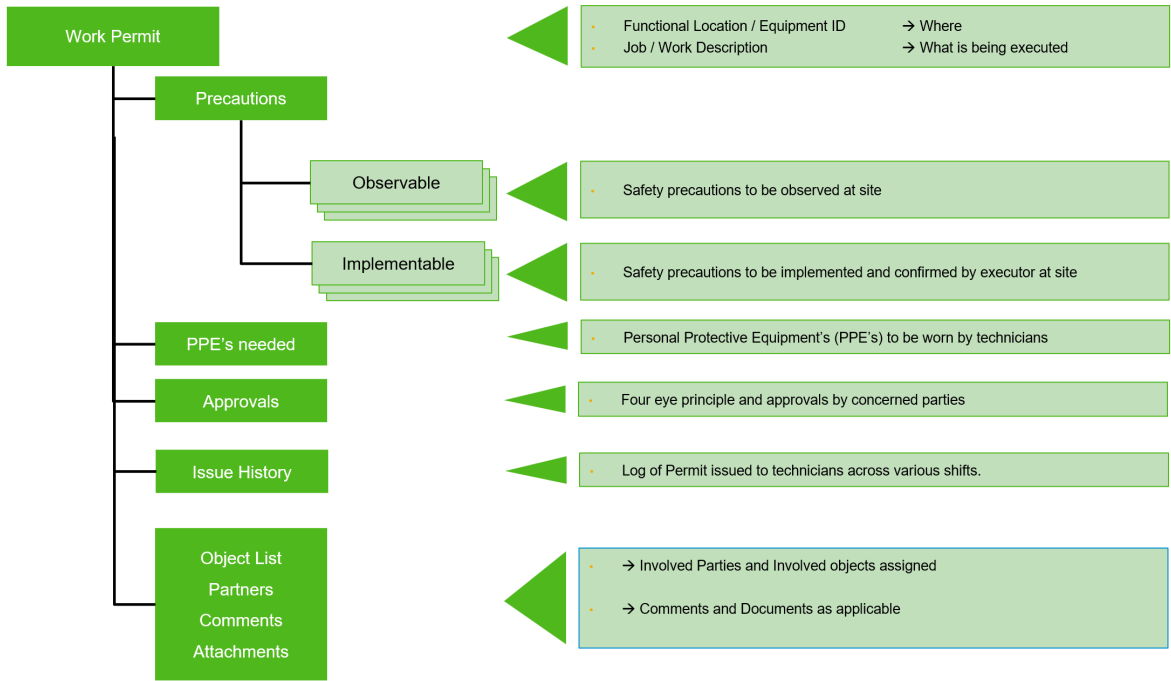 Work Permit
Functional Location / Equipment ID → Where
Job / Work Description → What is being executed
Precautions
Observable
Safety precautions to be observed at site
Implementable
Safety precautions to be implemented and confirmed by executor at site
PPE's needed
Personal Protective Equipment's (PPE's) to be worn by technicians
Approvals
Four eye principle and approvals by concerned parties
Issue History
Log of Permit issued to technicians across various shifts.
Object List
Partners
Comments
Attachments
→ Involved Parties and Involved objects assigned
→ Comments and Documents as applicable